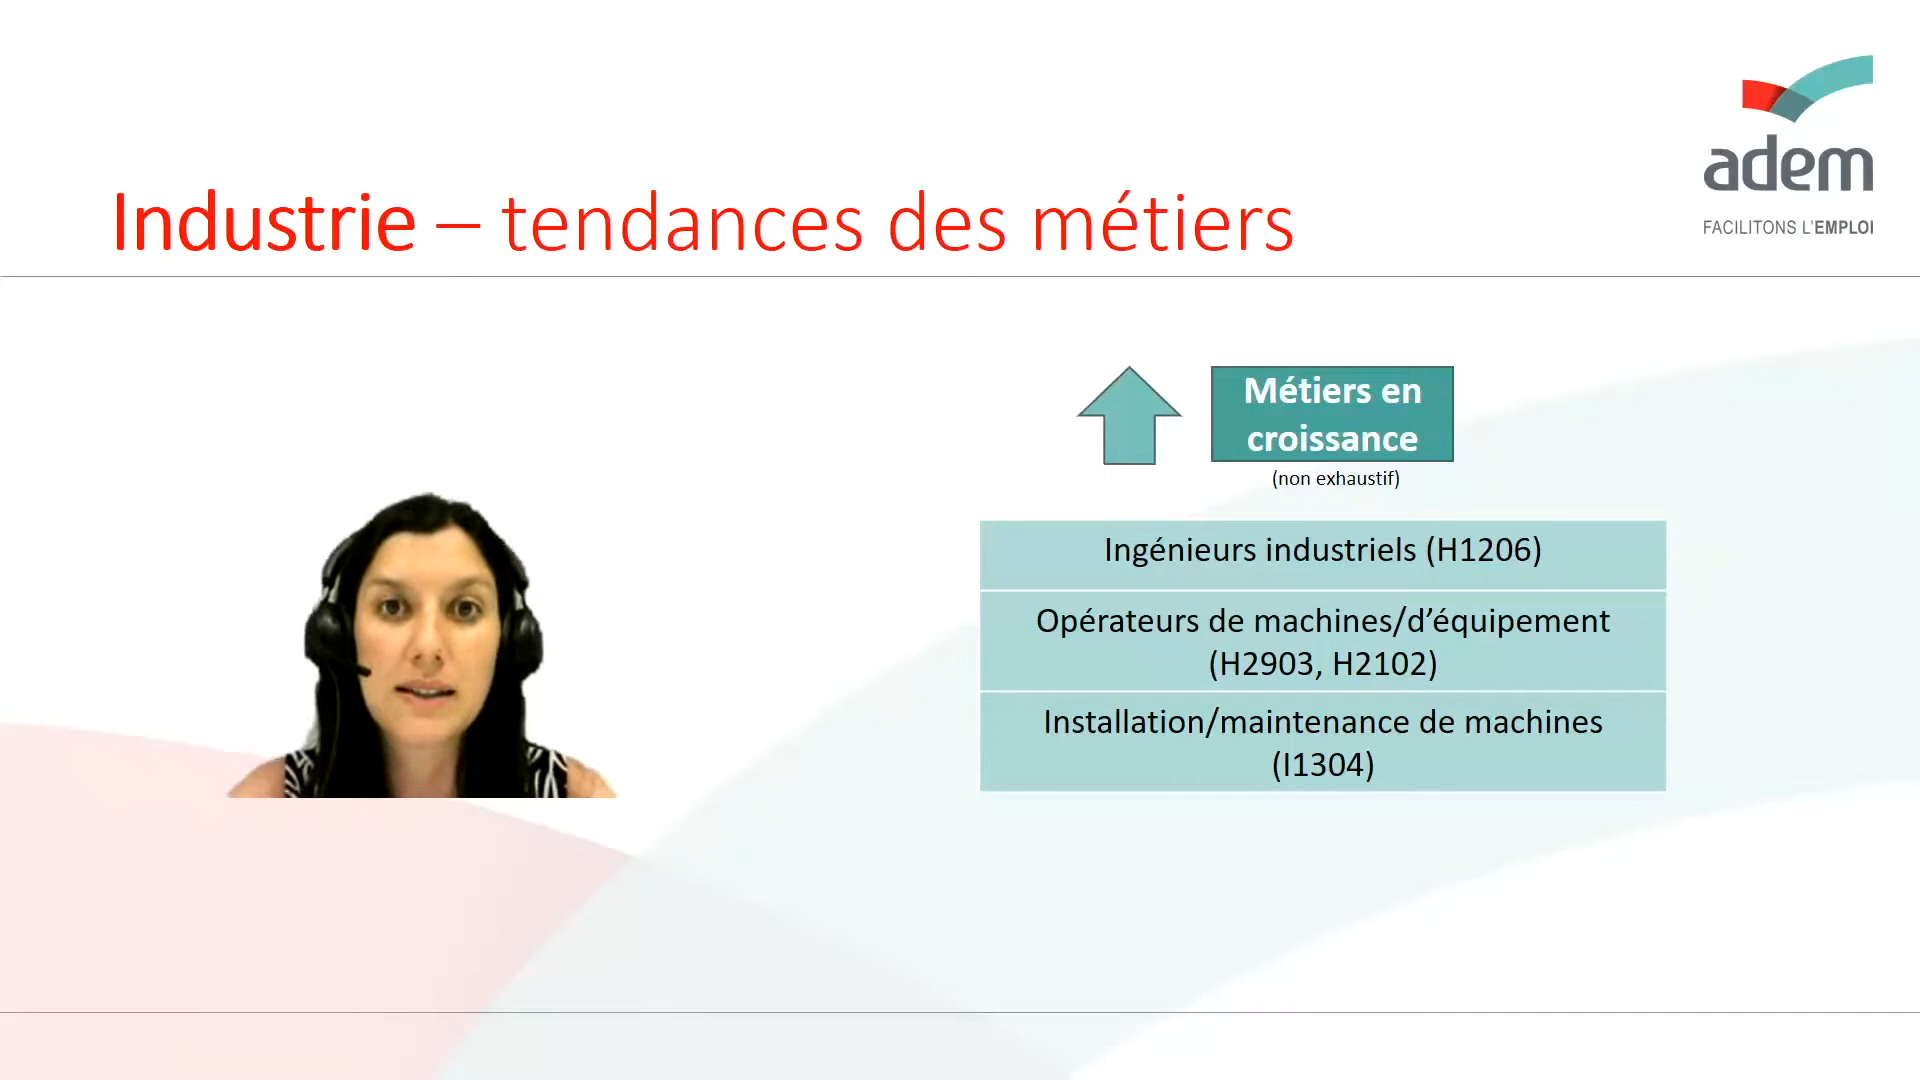 adem
FACILITONS L'EMPLOI
Industrie – tendances des métiers
Métiers en
croissance
(non exhaustif)
Ingénieurs industriels (H1206)
Opérateurs de machines/d’équipement
(H2903, H2102)
Installation/maintenance de machines
(I1304)